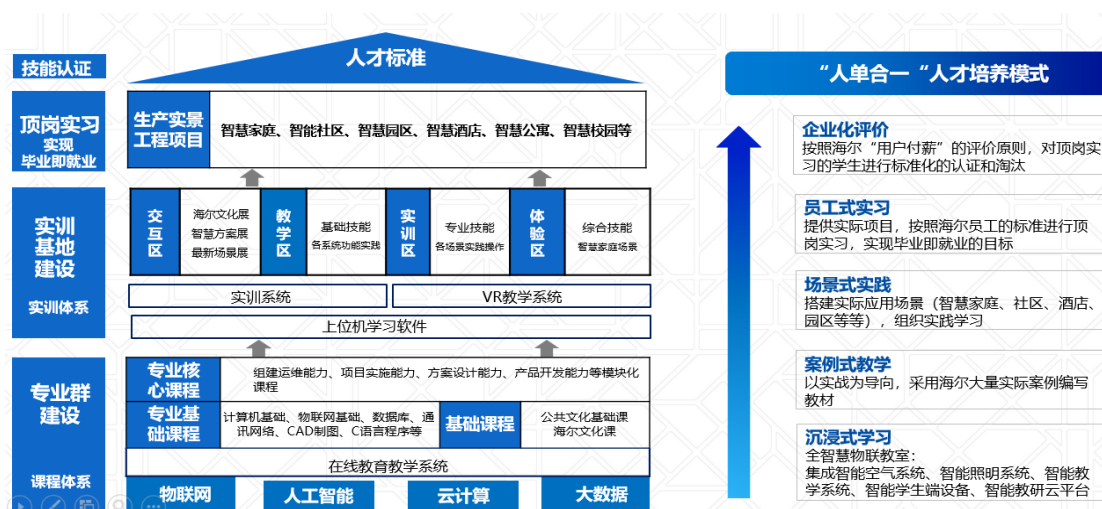 技能认证
人才标准
顶岗实习
实现
毕业即就业
生产实景
工程项目
智慧家庭、智能社区、智慧园区、智慧酒店、智慧公寓、智慧校园等
实训
基地
建设
实训体系
交互区
海尔文化展
智慧方案展
最新场景展
教学区
基础技能
各系统功能实践
实训区
专业技能
各场景实践操作
体验区
综合技能
智慧家庭场景
实训系统
VR教学系统
上位机学习软件
专业群
建设
课程体系
专业核
心课程
组建运维能力、项目实施能力、方案设计能力、产品开发能力等模块化
课程
专业基
础课程
计算机基础、物联网基础、数据库、通
讯网络、CAD制图、C语言程序等
基础课程
公共文化基础课
海尔文化课
在线教育教学系统
物联网
人工智能
云计算
大数据
“人单合一“人才培养模式
企业化评价
按照海尔“用户付薪”的评价原则，对顶岗实
习的学生进行标准化的认证和淘汰
员工式实习
提供实际项目，按照海尔员工的标准进行顶
岗实习，实现毕业即就业的目标
场景式实践
搭建实际应用场景（智慧家庭、社区、酒店、
园区等等），组织实践学习
案例式教学
以实战为导向，采用海尔大量实际案例编写
教材
沉浸式学习
全智慧物联教室：
集成智能空气系统、智能照明系统、智能教
学系统、智能学生端设备、智能教研云平台